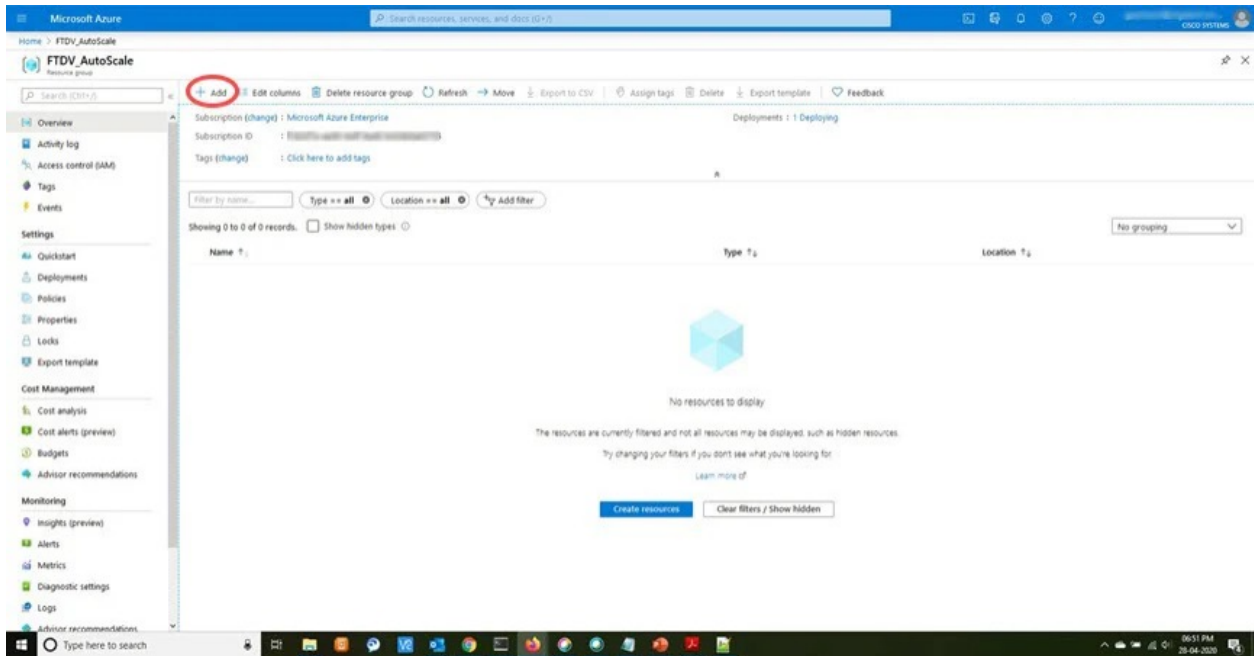 Microsoft Azure
Search resources, services, and docs (G+/)
CISCO SYSTEMS
Home > FTDV_AutoScale
FTDV_AutoScale
Resource group
Search (Ctrl+/)
+ Add
Edit columns
Delete resource group
Refresh
Move
Export to CSV
Assign tags
Delete
Export template
Feedback
Overview
Activity log
Access control (IAM)
Tags
Events
Settings
Quickstart
Deployments
Policies
Properties
Locks
Export template
Cost Management
Cost analysis
Cost alerts (preview)
Budgets
Advisor recommendations
Monitoring
Insights (preview)
Alerts
Metrics
Diagnostic settings
Logs
Advisor recommendations
Subscription (change) : Microsoft Azure Enterprise
Deployments : 1 Deploying
Subscription ID :
Tags (change) : Click here to add tags
Filter by name...
Type == all
Location == all
Add filter
Showing 0 to 0 of 0 records.
Show hidden types
No grouping
Name
Type
Location
No resources to display
The resources are currently filtered and not all resources may be displayed, such as hidden resources.
Try changing your filters if you don't see what you're looking for.
Learn more
Create resources
Clear filters / Show hidden
Type here to search
06:51 PM
28-04-2020